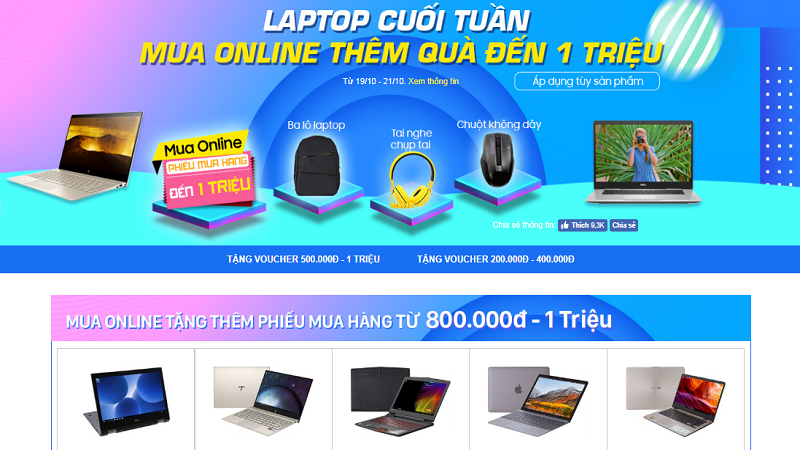 LAPTOP CUỐI TUẦN
MUA ONLINE THÊM QUÀ ĐẾN 1 TRIỆU
Từ 19/10 - 21/10. Xem thông tin
Áp dụng tùy sản phẩm
Mua Online
PHIẾU MUA HÀNG
ĐẾN 1 TRIỆU
Ba lô laptop
Tai nghe
chụp tai
Chuột không dây
Chia sẻ thông tin:
Thích 9,3K
Chia sẻ
TẶNG VOUCHER 500.000Đ - 1 TRIỆU
TẶNG VOUCHER 200.000Đ - 400.000Đ
MUA ONLINE TẶNG THÊM PHIẾU MUA HÀNG TỪ 800.000đ - 1 Triệu